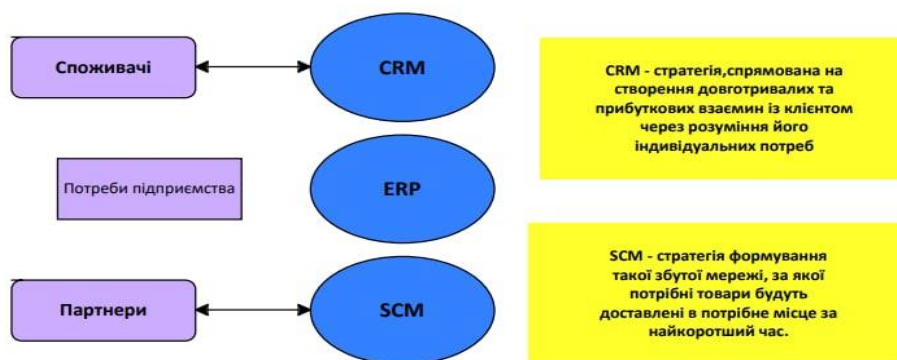 Споживачі
CRM
CRM - стратегія,спрямована на
створення довготривалих та
прибуткових взаємин із клієнтом
через розуміння його
індивідуальних потреб
Потреби підприємства
ERP
Партнери
SCM
SCM - стратегія формування
такої збутої мережі, за якої
потрібні товари будуть
доставлені в потрібне місце за
найкоротший час.